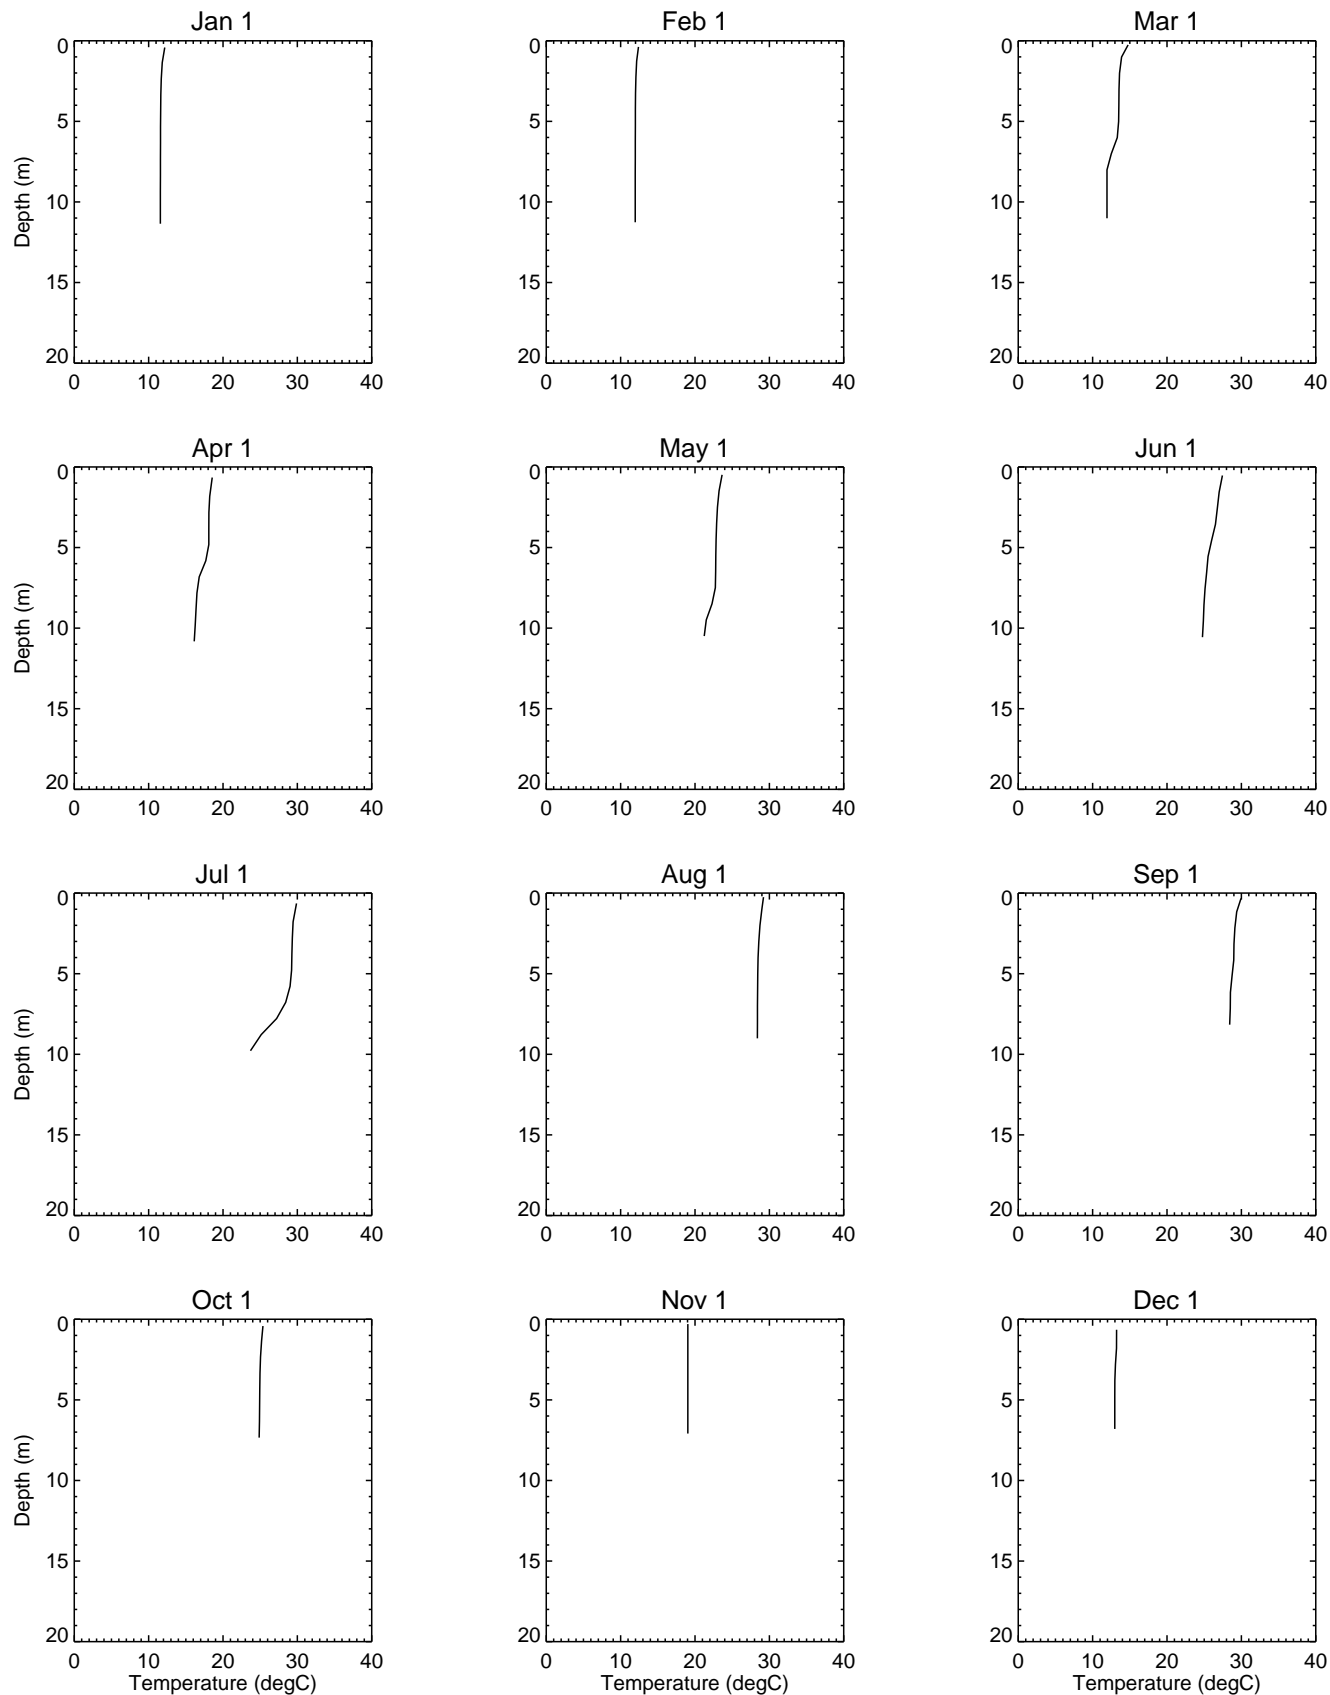 Jan 1 Feb 1 Mar 1
0 0 0
5 5 5
Depth (m)
10 10 10
15 15 15
20 20 20
0 10 20 30 40 0 10 20 30 40 0 10 20 30 40
Apr 1 May 1 Jun 1
0 0 0
5 5 5
Depth (m)
10 10 10
15 15 15
20 20 20
0 10 20 30 40 0 10 20 30 40 0 10 20 30 40
Jul 1 Aug 1 Sep 1
0 0 0
5 5 5
Depth (m)
10 10 10
15 15 15
20 20 20
0 10 20 30 40 0 10 20 30 40 0 10 20 30 40
Oct 1 Nov 1 Dec 1
0 0 0
5 5 5
Depth (m)
10 10 10
15 15 15
20 20 20
0 10 20 30 40 0 10 20 30 40 0 10 20 30 40
Temperature (degC) Temperature (degC) Temperature (degC)